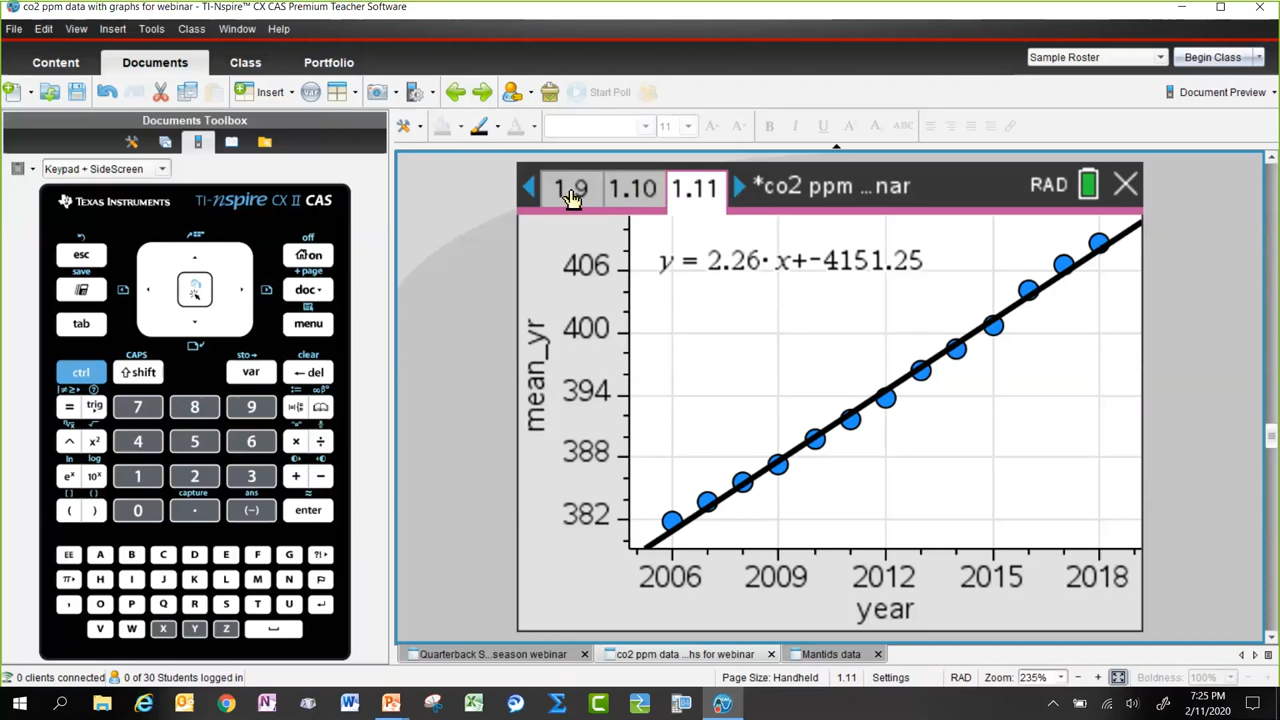 co2 ppm data with graphs for webinar - TI-Nspire™ CX CAS Premium Teacher Software
File Edit View Insert Tools Class Window Help
Content Documents Class Portfolio Sample Roster Begin Class
Insert Start Poll Document Preview
Documents Toolbox
11 A B I U ABC
Keypad + SideScreen
TEXAS INSTRUMENTS TI-nspire CX II CAS
1.9 1.10 1.11 *co2 ppm ...nar RAD
y = 2.26· x+-4151.25
mean_yr
406
400
394
388
382
2006 2009 2012 2015 2018
year
off
esc on
save + page
doc
tab menu
CAPS sto→ clear
ctrl shift var ← del
= trig 7 8 9
^ x² 4 5 6 × ÷
ln log
eˣ 10ˣ 1 2 3 + −
capture ans
( ) 0 . (−) enter
EE A B C D E F G ?!
π H I J K L M N
, O P Q R S T U
V W X Y Z
Quarterback S...season webinar co2 ppm data ...hs for webinar Mantids data
0 clients connected 0 of 30 Students logged in Page Size: Handheld 1.11 Settings RAD Zoom: 235% Boldness: 100%
7:25 PM
2/11/2020